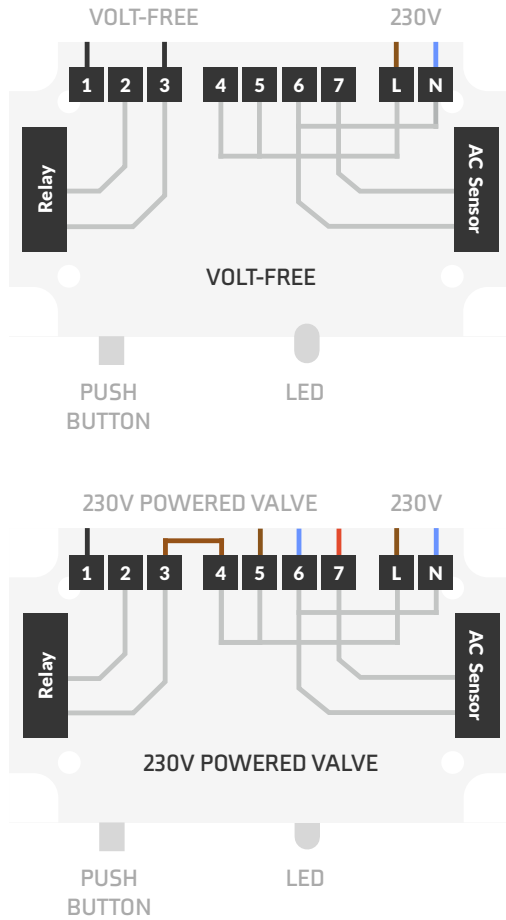 VOLT-FREE 230V
1 2 3 4 5 6 7 L N
Relay
AC Sensor
VOLT-FREE
PUSH
BUTTON
LED
230V POWERED VALVE 230V
1 2 3 4 5 6 7 L N
Relay
AC Sensor
230V POWERED VALVE
PUSH
BUTTON
LED